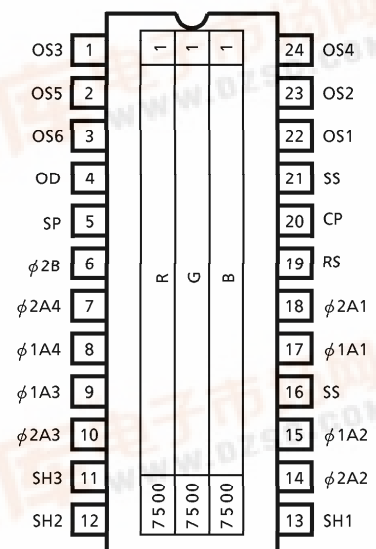 OS3 1 1 1 1 24 OS4
OS5 2 23 OS2
OS6 3 22 OS1
OD 4 21 SS
SP 5 20 CP
ϕ2B 6 R G B 19 RS
ϕ2A4 7 18 ϕ2A1
ϕ1A4 8 17 ϕ1A1
ϕ1A3 9 16 SS
ϕ2A3 10 15 ϕ1A2
SH3 11 14 ϕ2A2
SH2 12 7500 7500 7500 13 SH1